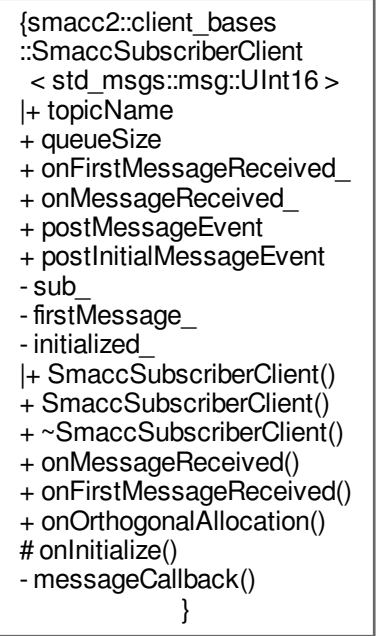 {smacc2::client_bases
::SmaccSubscriberClient
< std_msgs::msg::UInt16 >
|+ topicName
+ queueSize
+ onFirstMessageReceived_
+ onMessageReceived_
+ postMessageEvent
+ postInitialMessageEvent
- sub_
- firstMessage_
- initialized_
|+ SmaccSubscriberClient()
+ SmaccSubscriberClient()
+ ~SmaccSubscriberClient()
+ onMessageReceived()
+ onFirstMessageReceived()
+ onOrthogonalAllocation()
# onInitialize()
- messageCallback()
}